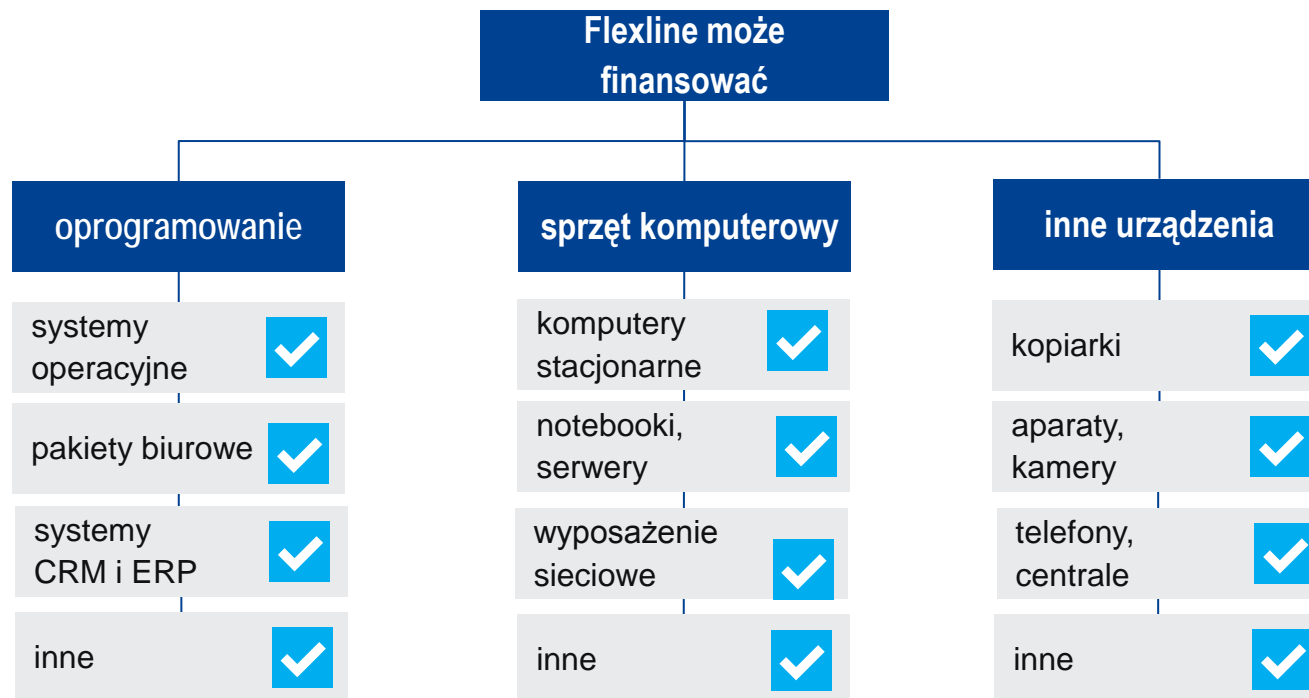 Flexline może
finansować
oprogramowanie
systemy
operacyjne
pakiety biurowe
systemy
CRM i ERP
inne
sprzęt komputerowy
komputery
stacjonarne
notebooki,
serwery
wyposażenie
sieciowe
inne
inne urządzenia
kopiarki
aparaty,
kamery
telefony,
centrale
inne